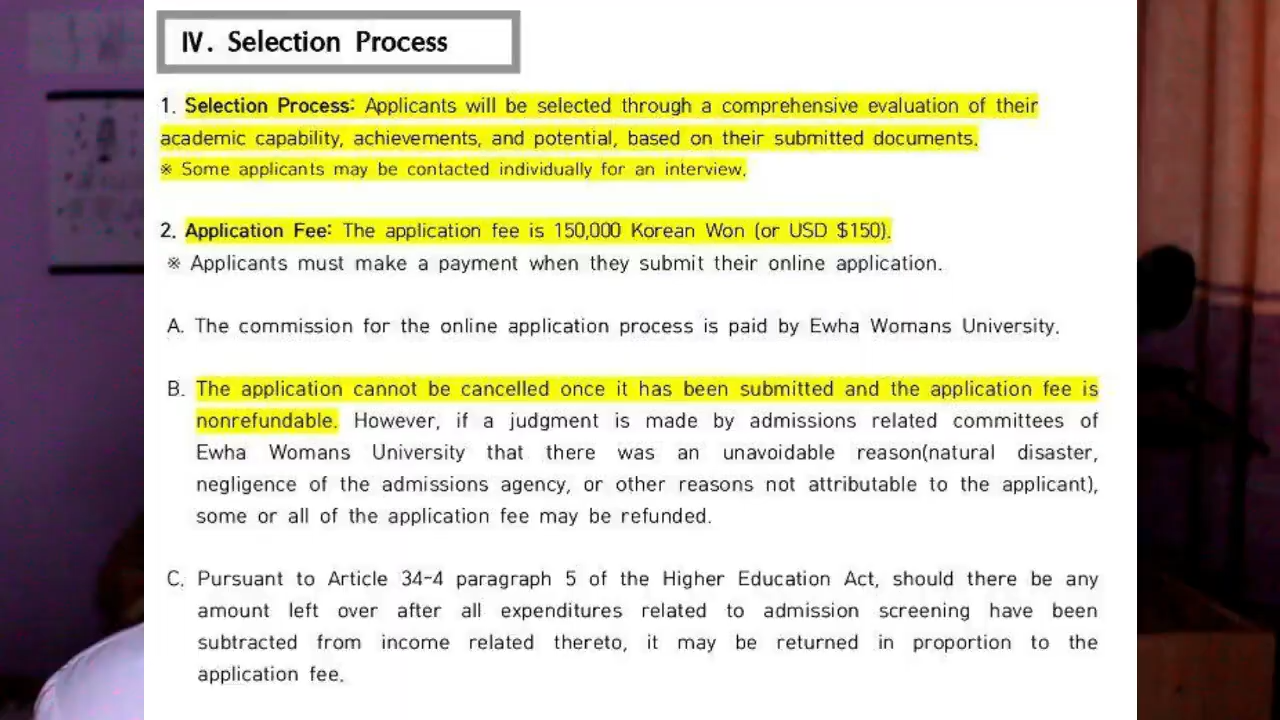 IV. Selection Process
1. Selection Process: Applicants will be selected through a comprehensive evaluation of their
academic capability, achievements, and potential, based on their submitted documents.
※ Some applicants may be contacted individually for an interview.
2. Application Fee: The application fee is 150,000 Korean Won (or USD $150).
※ Applicants must make a payment when they submit their online application.
A. The commission for the online application process is paid by Ewha Womans University.
B. The application cannot be cancelled once it has been submitted and the application fee is
nonrefundable. However, if a judgment is made by admissions related committees of
Ewha Womans University that there was an unavoidable reason(natural disaster,
negligence of the admissions agency, or other reasons not attributable to the applicant),
some or all of the application fee may be refunded.
C. Pursuant to Article 34-4 paragraph 5 of the Higher Education Act, should there be any
amount left over after all expenditures related to admission screening have been
subtracted from income related thereto, it may be returned in proportion to the
application fee.